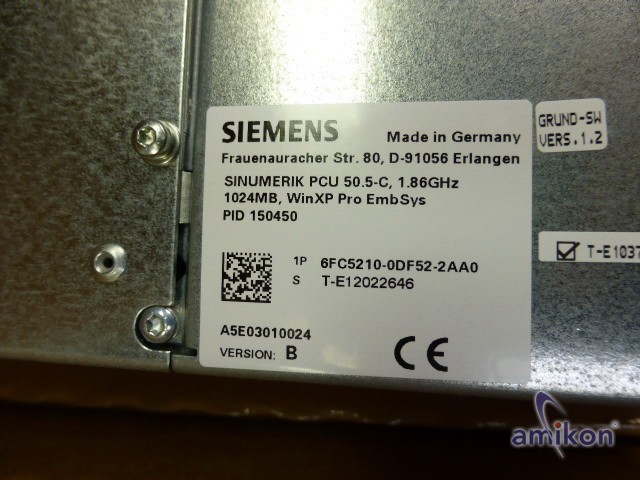 SIEMENS
Made in Germany
Frauenauracher Str. 80, D-91056 Erlangen
SINUMERIK PCU 50.5-C, 1.86GHz
1024MB, WinXP Pro EmbSys
PID 150450
1P 6FC5210-0DF52-2AA0
S T-E12022646
A5E03010024
VERSION: B
CE
GRUND-SW
VERS.1.2
T-E1037
amikon